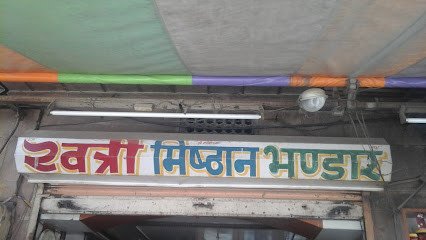 खत्री मिष्ठान भण्डार